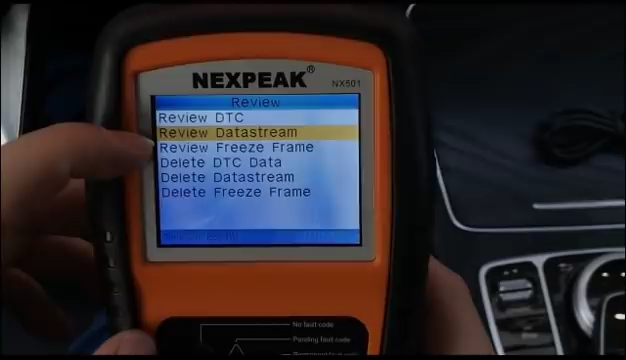 NEXPEAK®
NX501
Review
Review DTC
Review Datastream
Review Freeze Frame
Delete DTC Data
Delete Datastream
Delete Freeze Frame
No fault code
Pending fault code